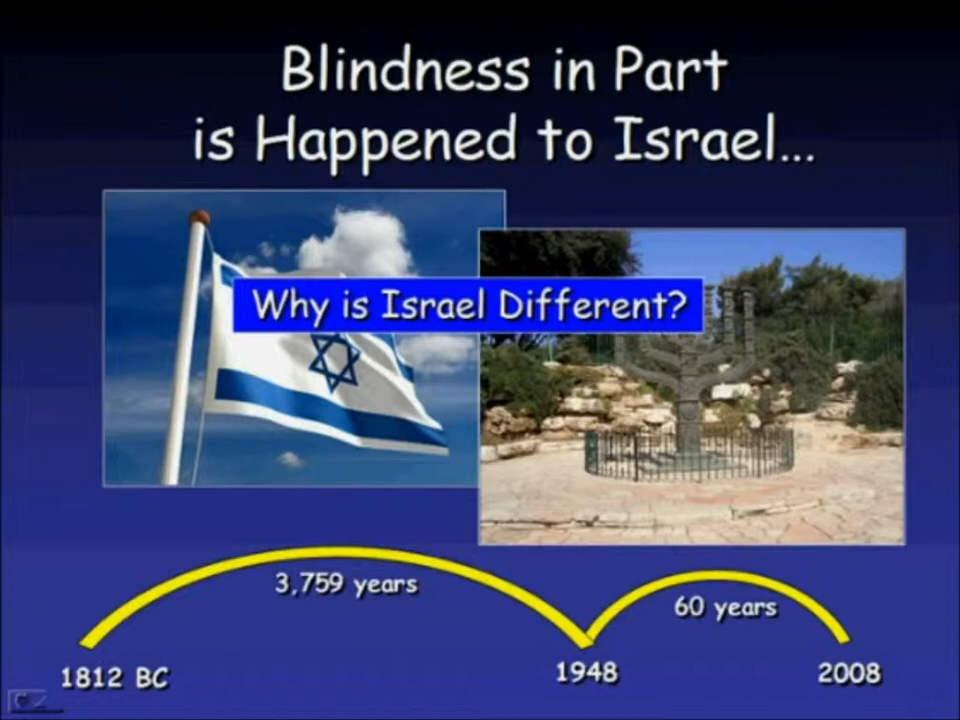 Blindness in Part
is Happened to Israel...
Why is Israel Different?
3,759 years
60 years
1812 BC
1948
2008